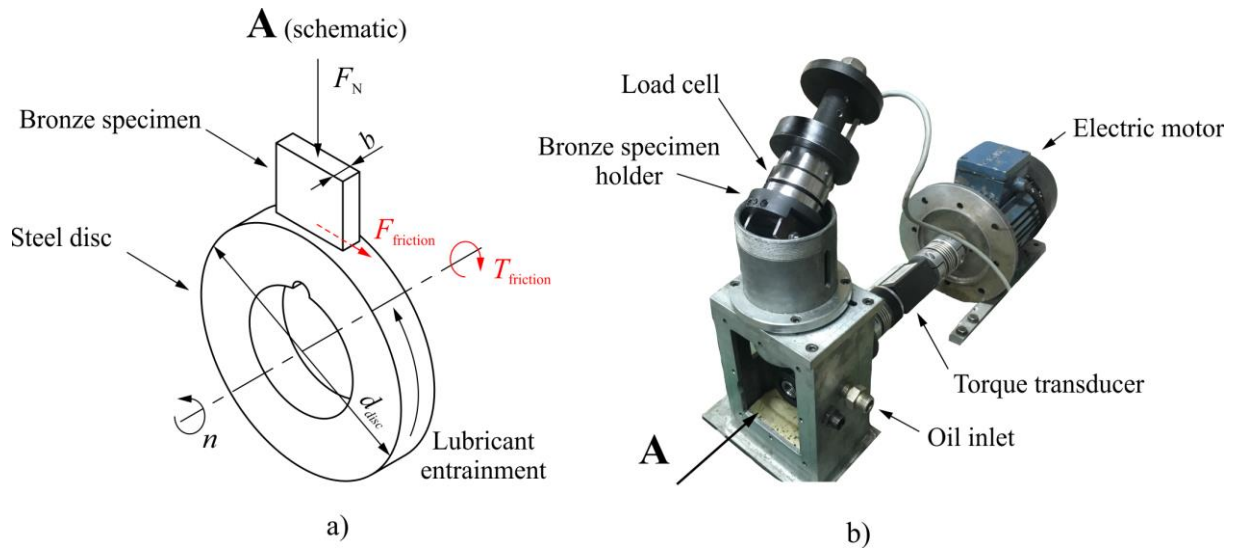 A (schematic)
F_N
Bronze specimen
b
Steel disc
F_friction
T_friction
d_disc
n
Lubricant
entrainment
a)
Load cell
Bronze specimen
holder
Electric motor
Torque transducer
Oil inlet
A
b)